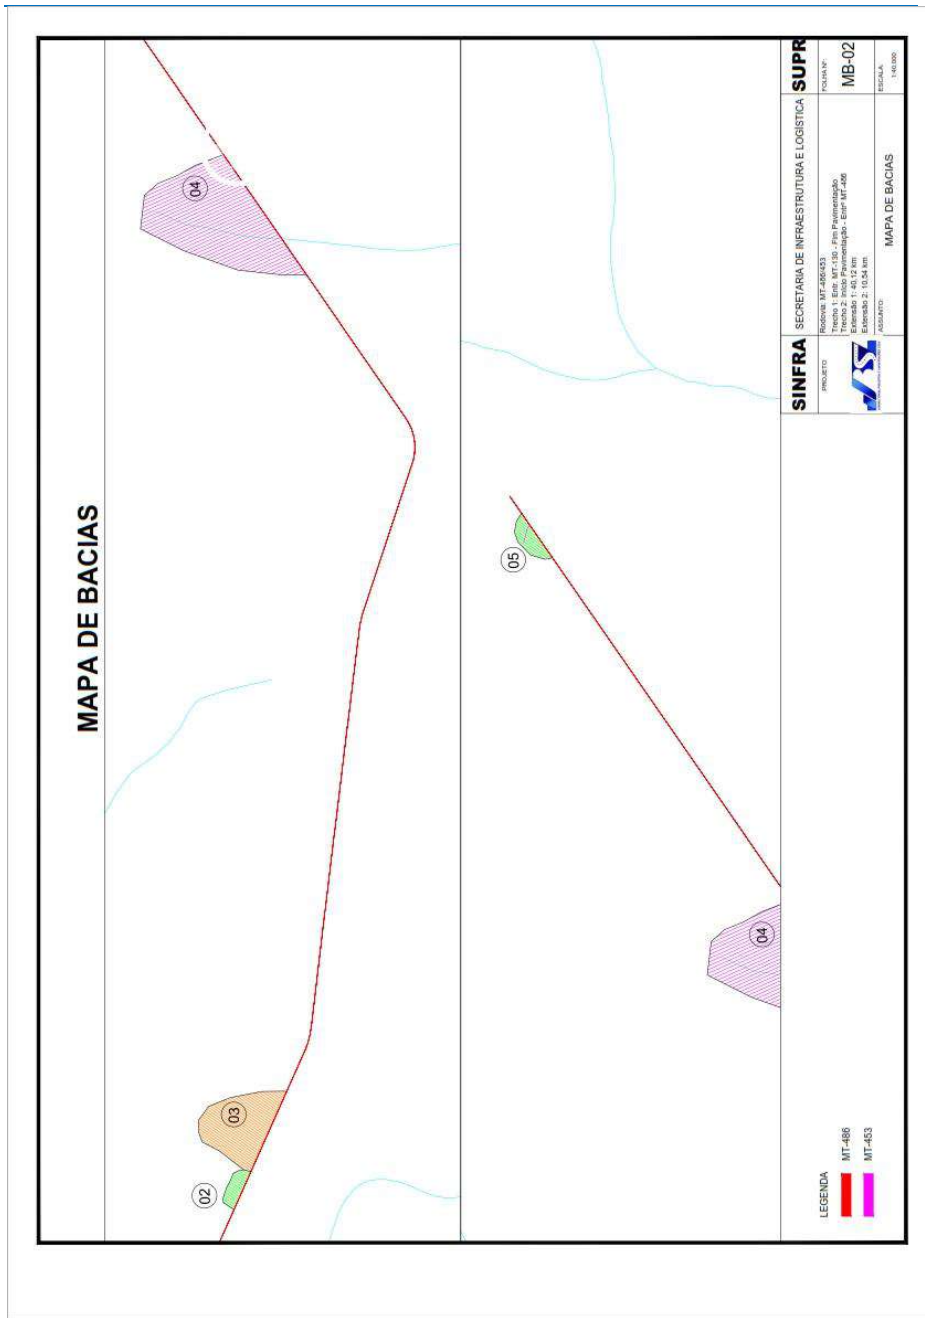 MAPA DE BACIAS
04
03
02
05
04
LEGENDA
MT-486
MT-453
SINFRA
SECRETARIA DE INFRAESTRUTURA E LOGÍSTICA
SUPR
PROJETO:
Rodovia: MT-486/453
Trecho 1: Entr. MT-130 - Fim Pavimentação
Trecho 2: Início Pavimentação - Entrº MT-486
Extensão 1: 40,12 km
Extensão 2: 10,54 km
FOLHA Nº:
MB-02
ASSUNTO:
MAPA DE BACIAS
ESCALA:
1:40.000